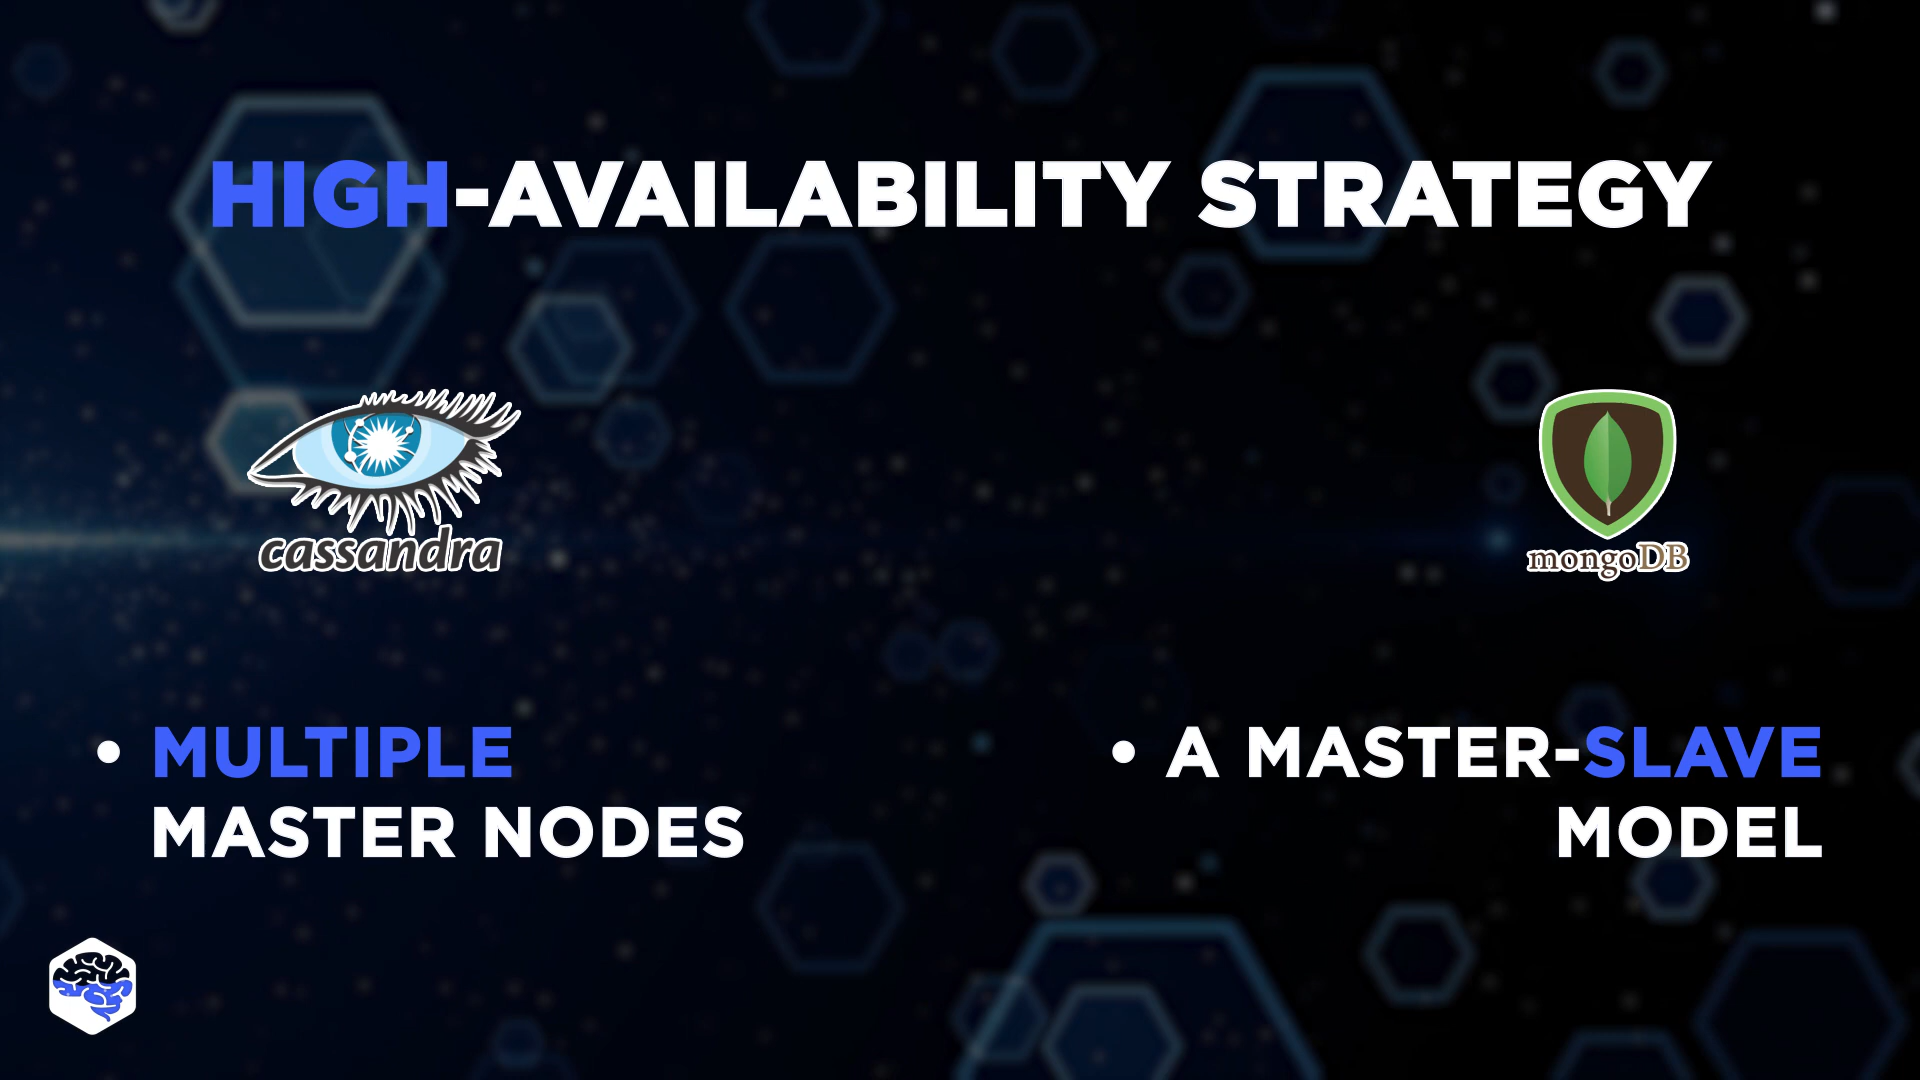 HIGH-AVAILABILITY STRATEGY
cassandra
mongoDB
• MULTIPLE
MASTER NODES
• A MASTER-SLAVE
MODEL